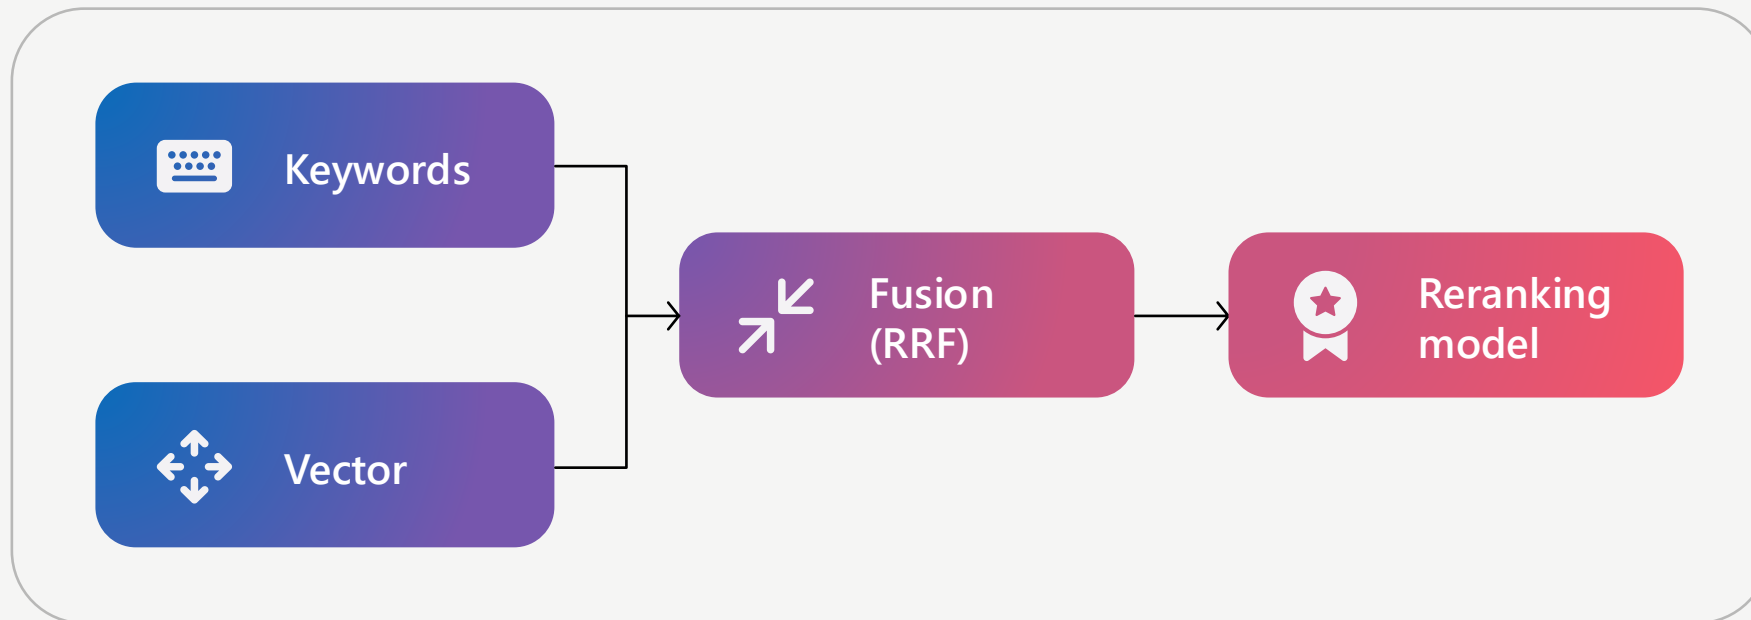 Keywords
Vector
Fusion
(RRF)
Reranking
model